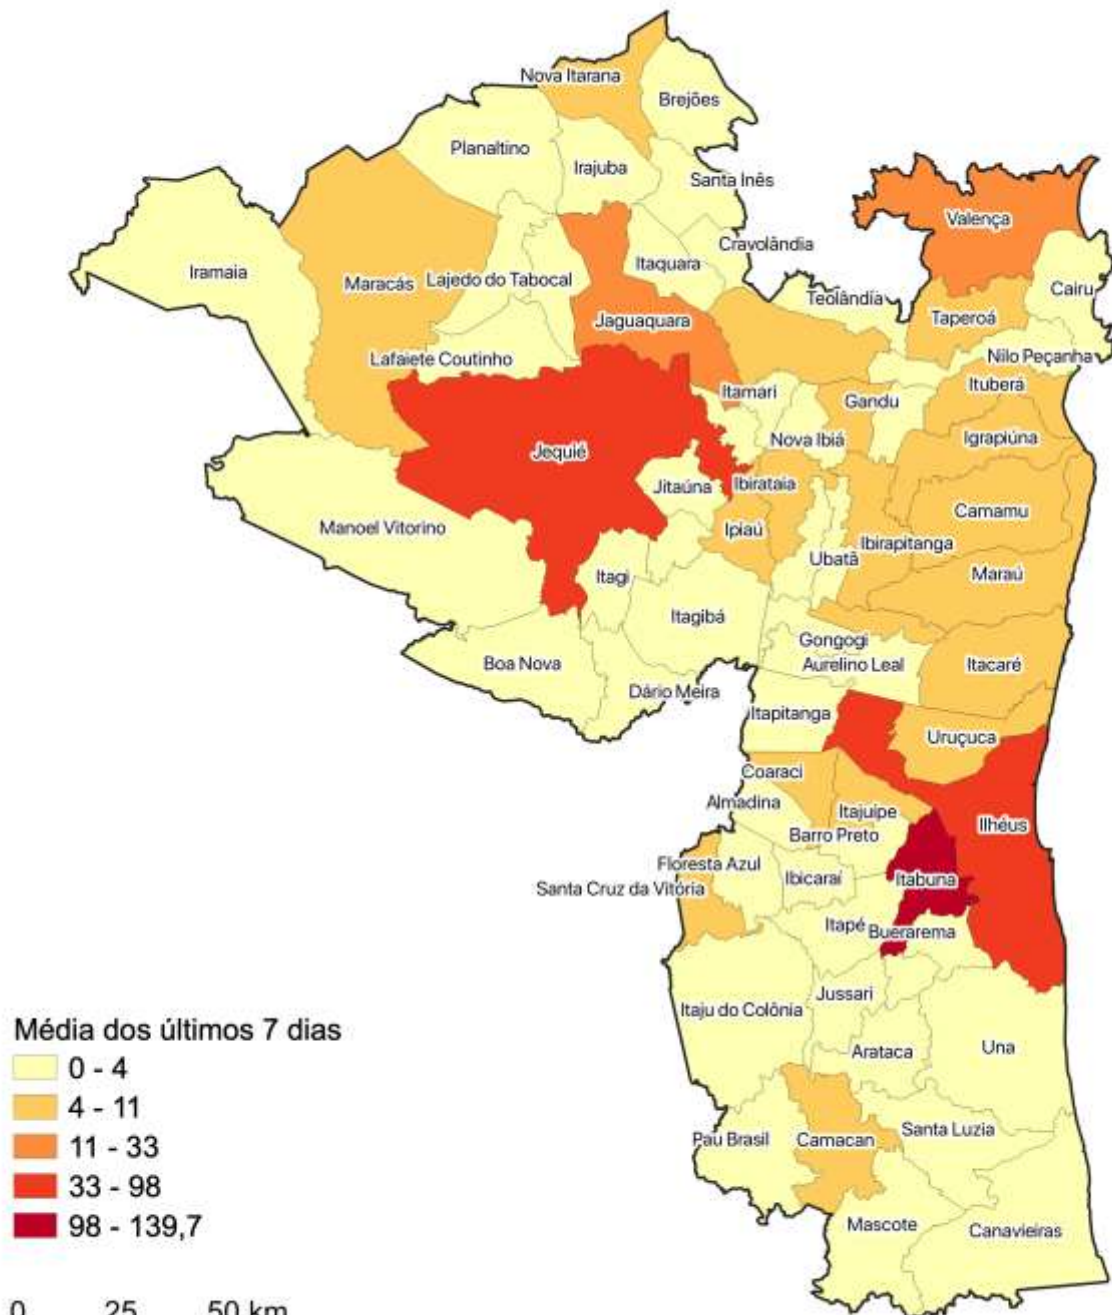 Nova Itarana
Brejões
Planaltino
Irajuba
Santa Inês
Valença
Cravolândia
Itaquara
Iramaia
Maracás
Lajedo do Tabocal
Teolândia
Cairu
Jaguaquara
Taperoá
Lafaiete Coutinho
Nilo Peçanha
Itamari
Ituberá
Gandu
Nova Ibiá
Igrapiúna
Jequié
Jitaúna
Ibirataia
Camamu
Manoel Vitorino
Ipiaú
Ibirapitanga
Ubatã
Maraú
Itagi
Itagibá
Gongogi
Boa Nova
Aurelino Leal
Itacaré
Dário Meira
Itapitanga
Uruçuca
Coaraci
Almadina
Itajuípe
Ilhéus
Barro Preto
Floresta Azul
Ibicaraí
Itabuna
Santa Cruz da Vitória
Itapé
Buerarema
Jussari
Itaju do Colônia
Una
Arataca
Santa Luzia
Pau Brasil
Camacan
Mascote
Canavieiras
Média dos últimos 7 dias
0 - 4
4 - 11
11 - 33
33 - 98
98 - 139,7
0 25 50 km